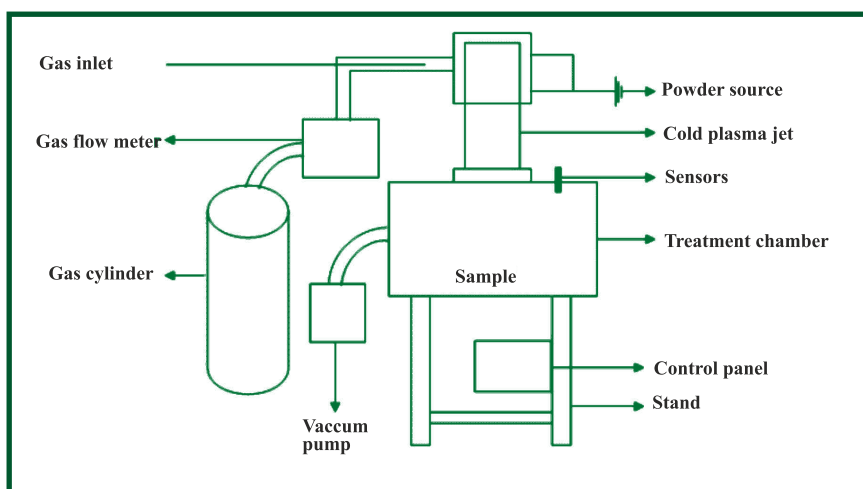 Gas inlet
Powder source
Gas flow meter
Cold plasma jet
Sensors
Treatment chamber
Gas cylinder
Sample
Control panel
Stand
Vaccum
pump